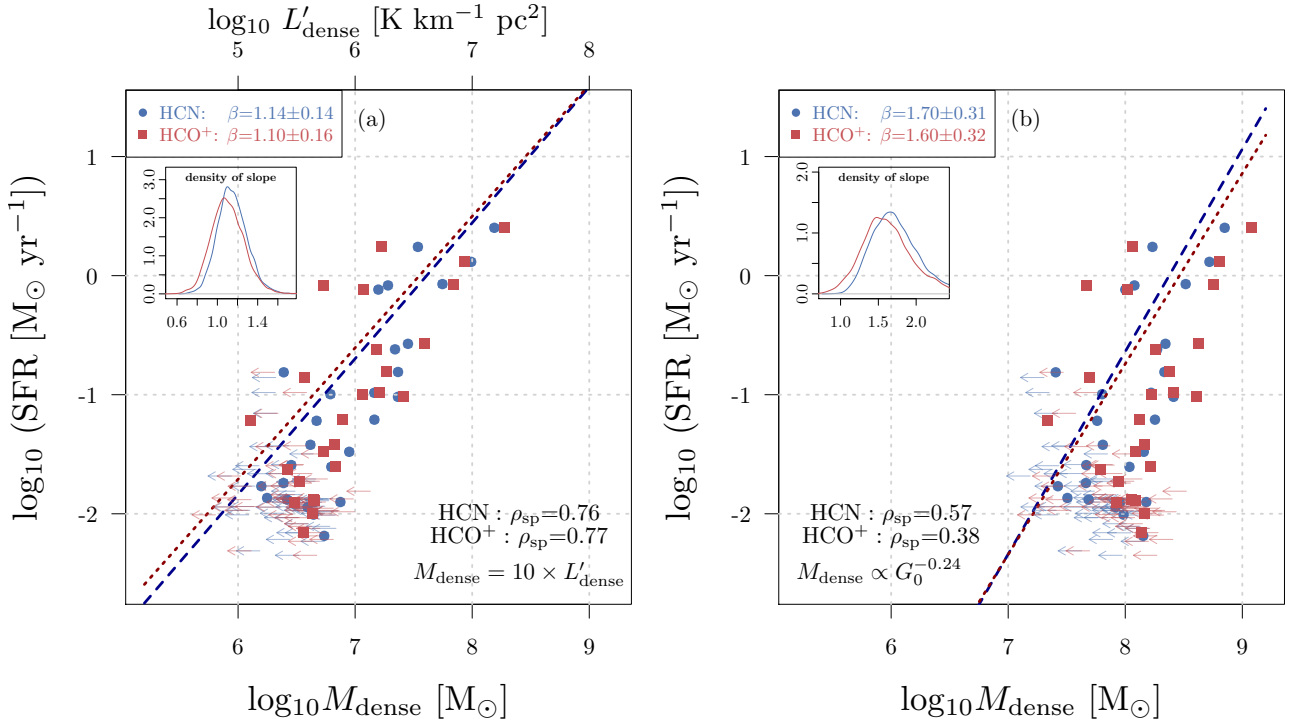 log₁₀ L′dense [K km⁻¹ pc²]
5 6 7 8
HCN: β=1.14±0.14
HCO⁺: β=1.10±0.16
(a)
density of slope
3.0
2.0
1.0
0.0
0.6 1.0 1.4
1
0
-1
-2
log₁₀ (SFR [M⊙ yr⁻¹])
HCN : ρsp=0.76
HCO⁺ : ρsp=0.77
Mdense = 10 × L′dense
6 7 8 9
log₁₀Mdense [M⊙]
HCN: β=1.70±0.31
HCO⁺: β=1.60±0.32
(b)
density of slope
2.0
1.0
0.0
1.0 1.5 2.0
1
0
-1
-2
log₁₀ (SFR [M⊙ yr⁻¹])
HCN : ρsp=0.57
HCO⁺ : ρsp=0.38
Mdense ∝ G₀⁻⁰·²⁴
6 7 8 9
log₁₀Mdense [M⊙]